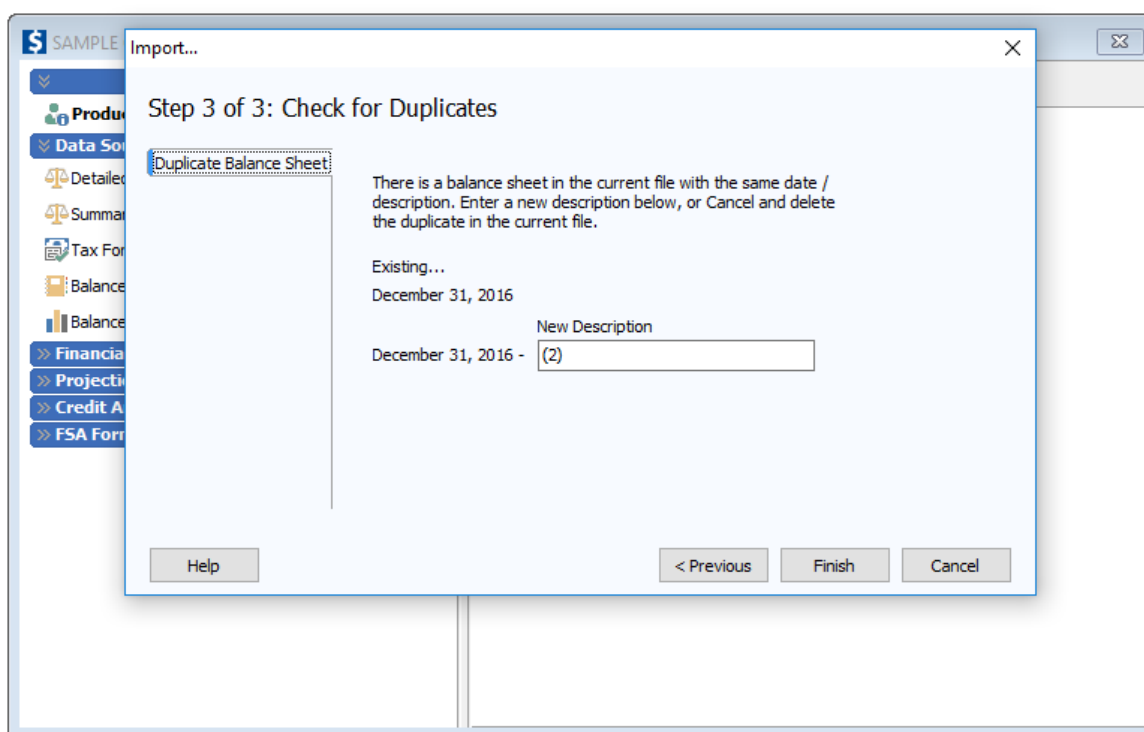 SAMPLE
Import...
Step 3 of 3: Check for Duplicates
Duplicate Balance Sheet
There is a balance sheet in the current file with the same date /
description. Enter a new description below, or Cancel and delete
the duplicate in the current file.
Existing...
December 31, 2016
New Description
December 31, 2016 - (2)
Help
< Previous
Finish
Cancel
Produ
Data Sou
Detailed
Summar
Tax For
Balance
Balance
Financia
Projecti
Credit A
FSA Forr